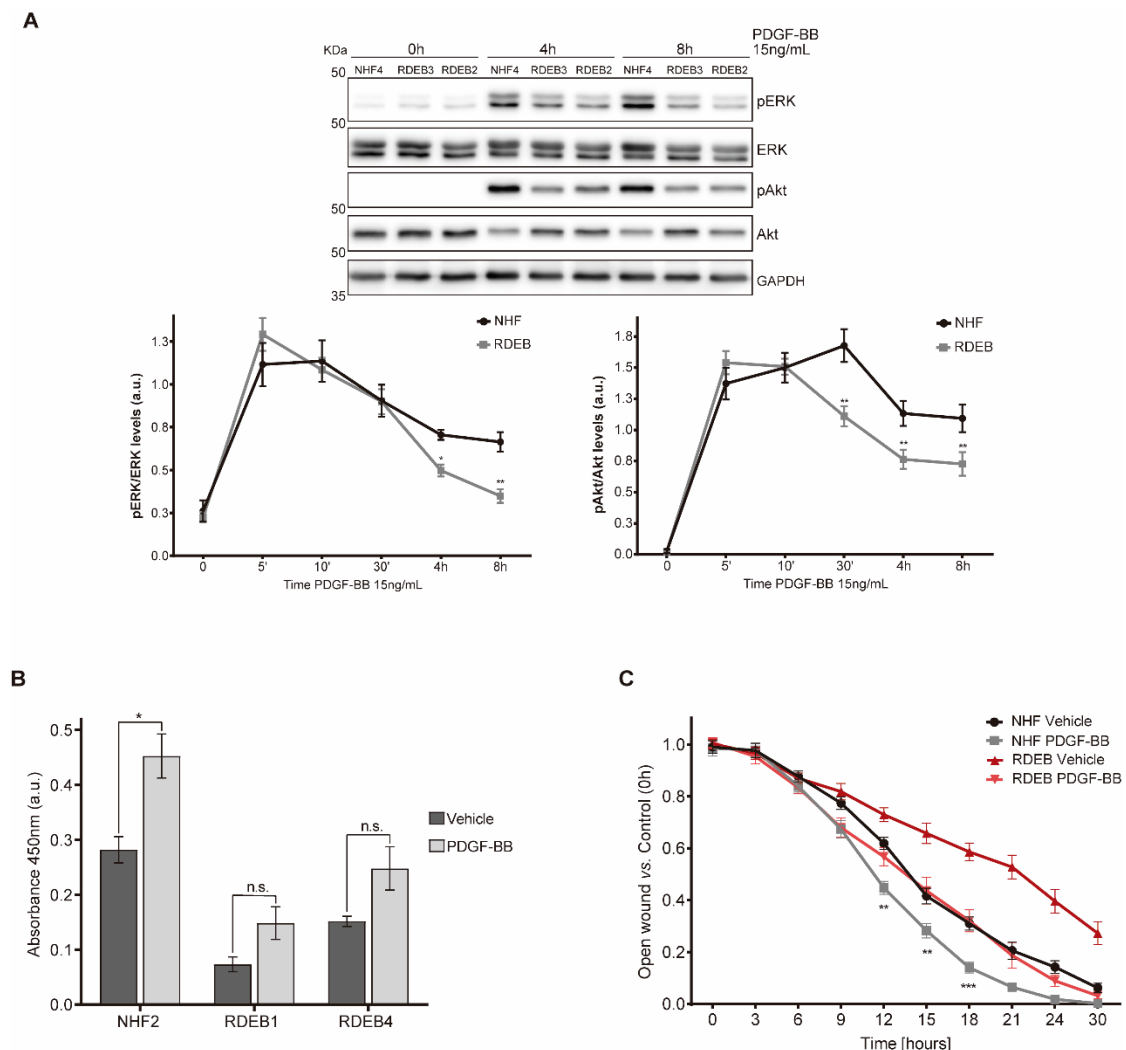 A
PDGF-BB
15ng/mL
KDa 0h 4h 8h
NHF4 RDEB3 RDEB2 NHF4 RDEB3 RDEB2 NHF4 RDEB3 RDEB2
50
pERK
50
ERK
pAkt
50
Akt
50
GAPDH
35
pERK/ERK levels (a.u.)
1.3
1.0
0.8
0.5
0.3
0.0
NHF
RDEB
*
**
0 5' 10' 30' 4h 8h
Time PDGF-BB 15ng/mL
pAkt/Akt levels (a.u.)
1.8
1.5
1.3
1.0
0.8
0.5
0.3
0.0
NHF
RDEB
**
**
**
0 5' 10' 30' 4h 8h
Time PDGF-BB 15ng/mL
B
Absorbance 450nm (a.u.)
0.5
0.4
0.3
0.2
0.1
0.0
*
n.s.
n.s.
Vehicle
PDGF-BB
NHF2 RDEB1 RDEB4
C
Open wound vs. Control (0h)
1.0
0.8
0.6
0.4
0.2
0.0
NHF Vehicle
NHF PDGF-BB
RDEB Vehicle
RDEB PDGF-BB
**
**
***
0 3 6 9 12 15 18 21 24 30
Time [hours]